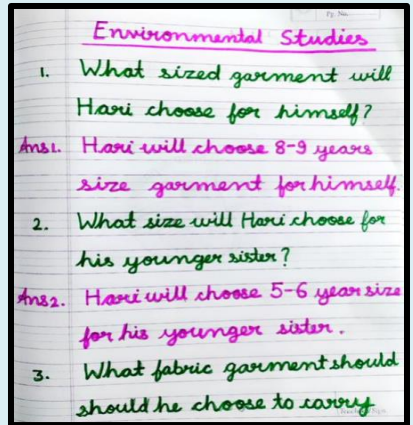 Environmental Studies
1. What sized garment will
Hari choose for himself?
Ans1. Hari will choose 8-9 years
size garment for himself.
2. What size will Hari choose for
his younger sister?
Ans2. Hari will choose 5-6 year size
for his younger sister.
3. What fabric garment should
should he choose to carry